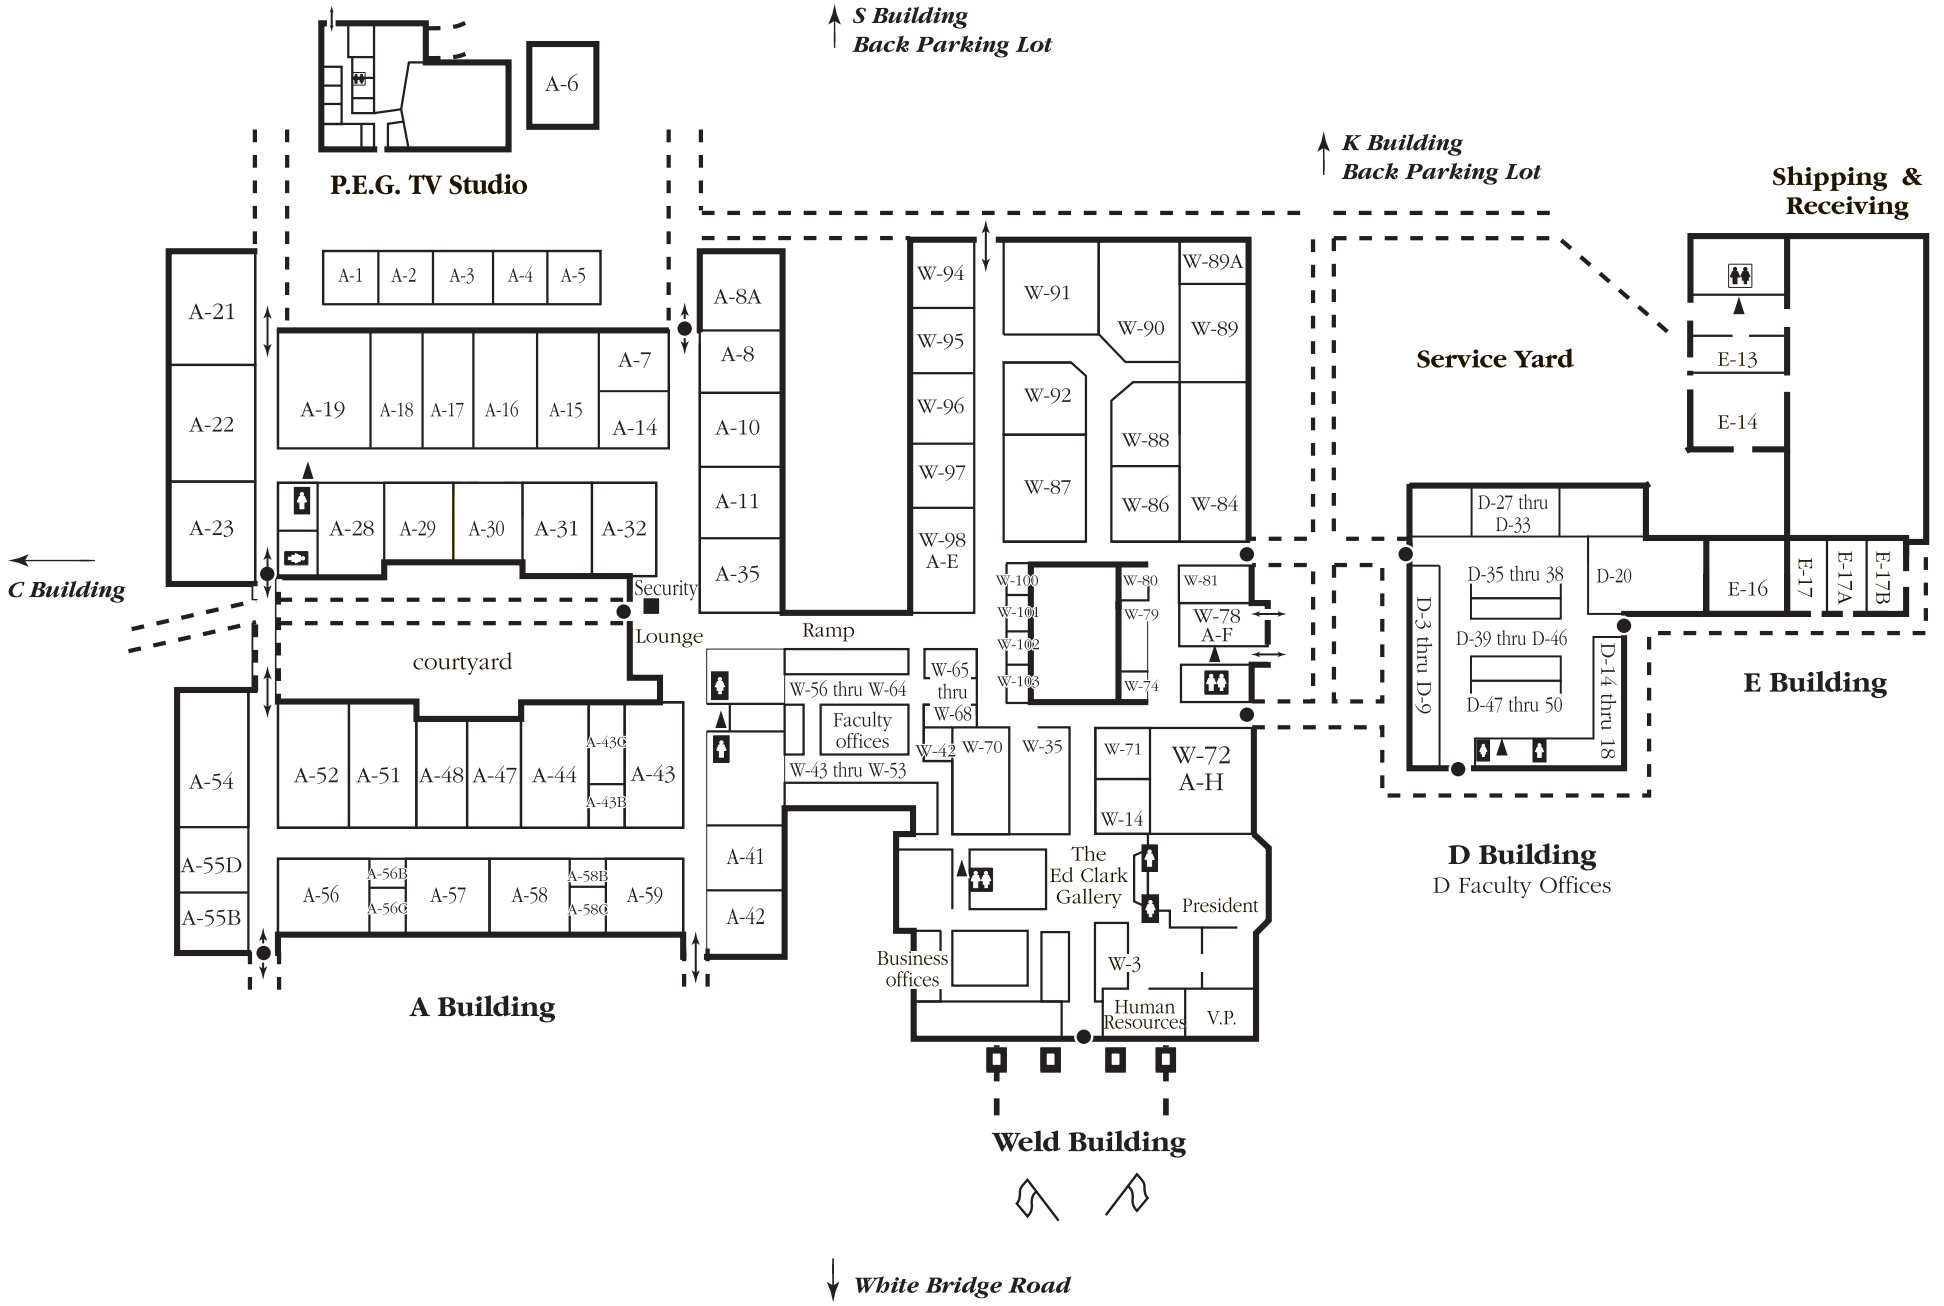 S Building
Back Parking Lot
A-6
K Building
Back Parking Lot
P.E.G. TV Studio
Shipping &
Receiving
A-1
A-2
A-3
A-4
A-5
A-21
A-22
A-23
A-19
A-18
A-17
A-16
A-15
A-7
A-14
A-8A
A-8
A-10
A-11
A-35
A-28
A-29
A-30
A-31
A-32
C Building
Security
Lounge
courtyard
Ramp
W-94
W-95
W-96
W-97
W-98
A-E
W-91
W-90
W-89A
W-89
W-92
W-87
W-88
W-86
W-84
Service Yard
E-13
E-14
D-27 thru
D-33
D-35 thru 38
D-20
D-39 thru D-46
D-47 thru 50
D-3 thru D-9
D-14 thru 18
E-16
E-17
E-17A
E-17B
E Building
W-100
W-101
W-102
W-103
W-80
W-79
W-74
W-81
W-78
A-F
W-56 thru W-64
Faculty
offices
W-43 thru W-53
W-65
thru
W-68
W-42
W-70
W-35
W-71
W-14
W-72
A-H
A-54
A-55D
A-55B
A-52
A-51
A-48
A-47
A-44
A-43C
A-43B
A-43
A-56
A-56B
A-56C
A-57
A-58
A-58B
A-58C
A-59
A-41
A-42
The
Ed Clark
Gallery
President
Business
offices
W-3
Human
Resources
V.P.
D Building
D Faculty Offices
A Building
Weld Building
White Bridge Road